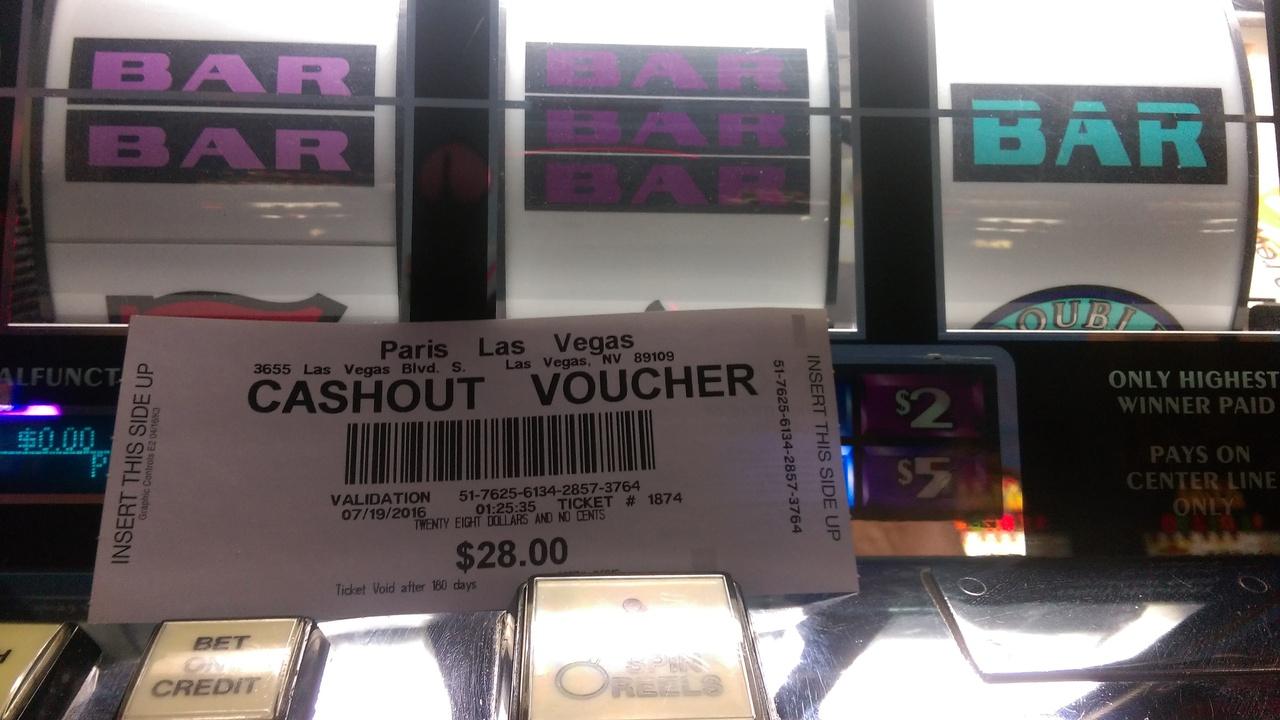 BAR
BAR
BAR
BAR
BAR
BAR
DOUBL
ALFUNCT
$0.00
P
Paris Las Vegas
3655 Las Vegas Blvd. S. Las Vegas, NV 89109
CASHOUT VOUCHER
INSERT THIS SIDE UP
VALIDATION 51-7625-6134-2857-3764
07/19/2016 01:25:35 TICKET # 1874
TWENTY EIGHT DOLLARS AND NO CENTS
$28.00
Ticket Void after 180 days
51-7625-6134-2857-3764
INSERT THIS SIDE UP
$2
$5
ONLY HIGHEST
WINNER PAID
PAYS ON
CENTER LINE
ONLY
BET
ON
CREDIT
SPIN
REELS